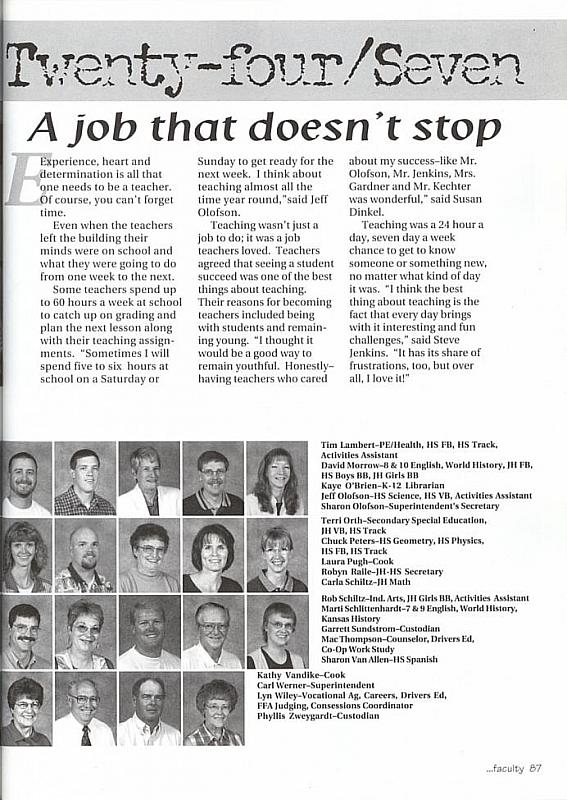 Twenty-four/Seven
A job that doesn't stop
E
Experience, heart and
determination is all that
one needs to be a teacher.
Of course, you can't forget
time.
Even when the teachers
left the building their
minds were on school and
what they were going to do
from one week to the next.
Some teachers spend up
to 60 hours a week at school
to catch up on grading and
plan the next lesson along
with their teaching assign-
ments. "Sometimes I will
spend five to six hours at
school on a Saturday or
Sunday to get ready for the
next week. I think about
teaching almost all the
time year round,"said Jeff
Olofson.
Teaching wasn't just a
job to do; it was a job
teachers loved. Teachers
agreed that seeing a student
succeed was one of the best
things about teaching.
Their reasons for becoming
teachers included being
with students and remain-
ing young. "I thought it
would be a good way to
remain youthful. Honestly–
having teachers who cared
about my success–like Mr.
Olofson, Mr. Jenkins, Mrs.
Gardner and Mr. Kechter
was wonderful," said Susan
Dinkel.
Teaching was a 24 hour a
day, seven day a week
chance to get to know
someone or something new,
no matter what kind of day
it was. "I think the best
thing about teaching is the
fact that every day brings
with it interesting and fun
challenges," said Steve
Jenkins. "It has its share of
frustrations, too, but over
all, I love it!"
Tim Lambert–PE/Health, HS FB, HS Track,
Activities Assistant
David Morrow–8 & 10 English, World History, JH FB,
HS Boys BB, JH Girls BB
Kaye O'Brien–K-12 Librarian
Jeff Olofson–HS Science, HS VB, Activities Assistant
Sharon Olofson–Superintendent's Secretary
Terri Orth–Secondary Special Education,
JH VB, HS Track
Chuck Peters–HS Geometry, HS Physics,
HS FB, HS Track
Laura Pugh–Cook
Robyn Raile–JH-HS Secretary
Carla Schiltz–JH Math
Rob Schiltz–Ind. Arts, JH Girls BB, JH Activities Assistant
Marti Schlittenhardt–7 & 9 English, World History,
Kansas History
Garrett Sundstrom–Custodian
Mac Thompson–Counselor, Drivers Ed,
Co-Op Work Study
Sharon Van Allen–HS Spanish
Kathy Vandike–Cook
Carl Werner–Superintendent
Lyn Wiley–Vocational Ag, Careers, Drivers Ed,
FFA Judging, Consessions Coordinator
Phyllis Zweygardt–Custodian
...faculty 87